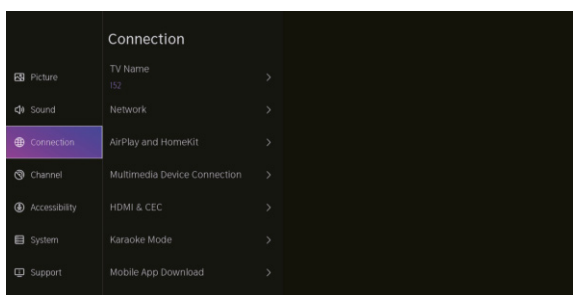 Picture
Sound
Connection
Channel
Accessibility
System
Support
Connection
TV Name
152
Network
AirPlay and HomeKit
Multimedia Device Connection
HDMI & CEC
Karaoke Mode
Mobile App Download